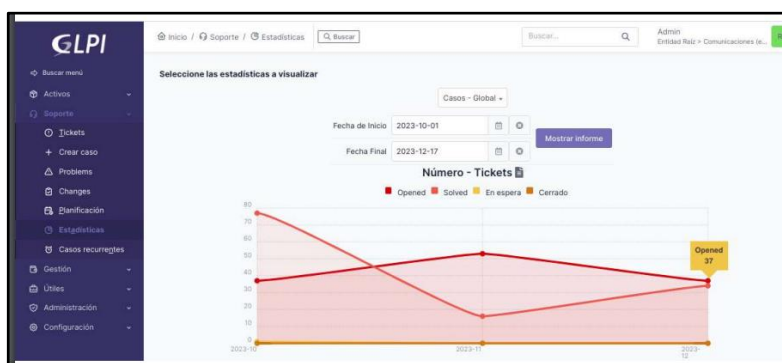 GLPI
Inicio / Soporte / Estadísticas Buscar
Buscar...
Admin
Entidad Raíz > Comunicaciones (e...
Buscar menú
Activos
Soporte
Tickets
Crear caso
Problems
Changes
Planificación
Estadísticas
Casos recurrentes
Gestión
Útiles
Administración
Configuración
Seleccione las estadísticas a visualizar
Casos - Global
Fecha de Inicio 2023-10-01
Fecha Final 2023-12-17
Mostrar informe
Número - Tickets
Opened Solved En espera Cerrado
80
70
60
50
40
30
20
10
0
Opened
37
2023-10 2023-11 2023-
12